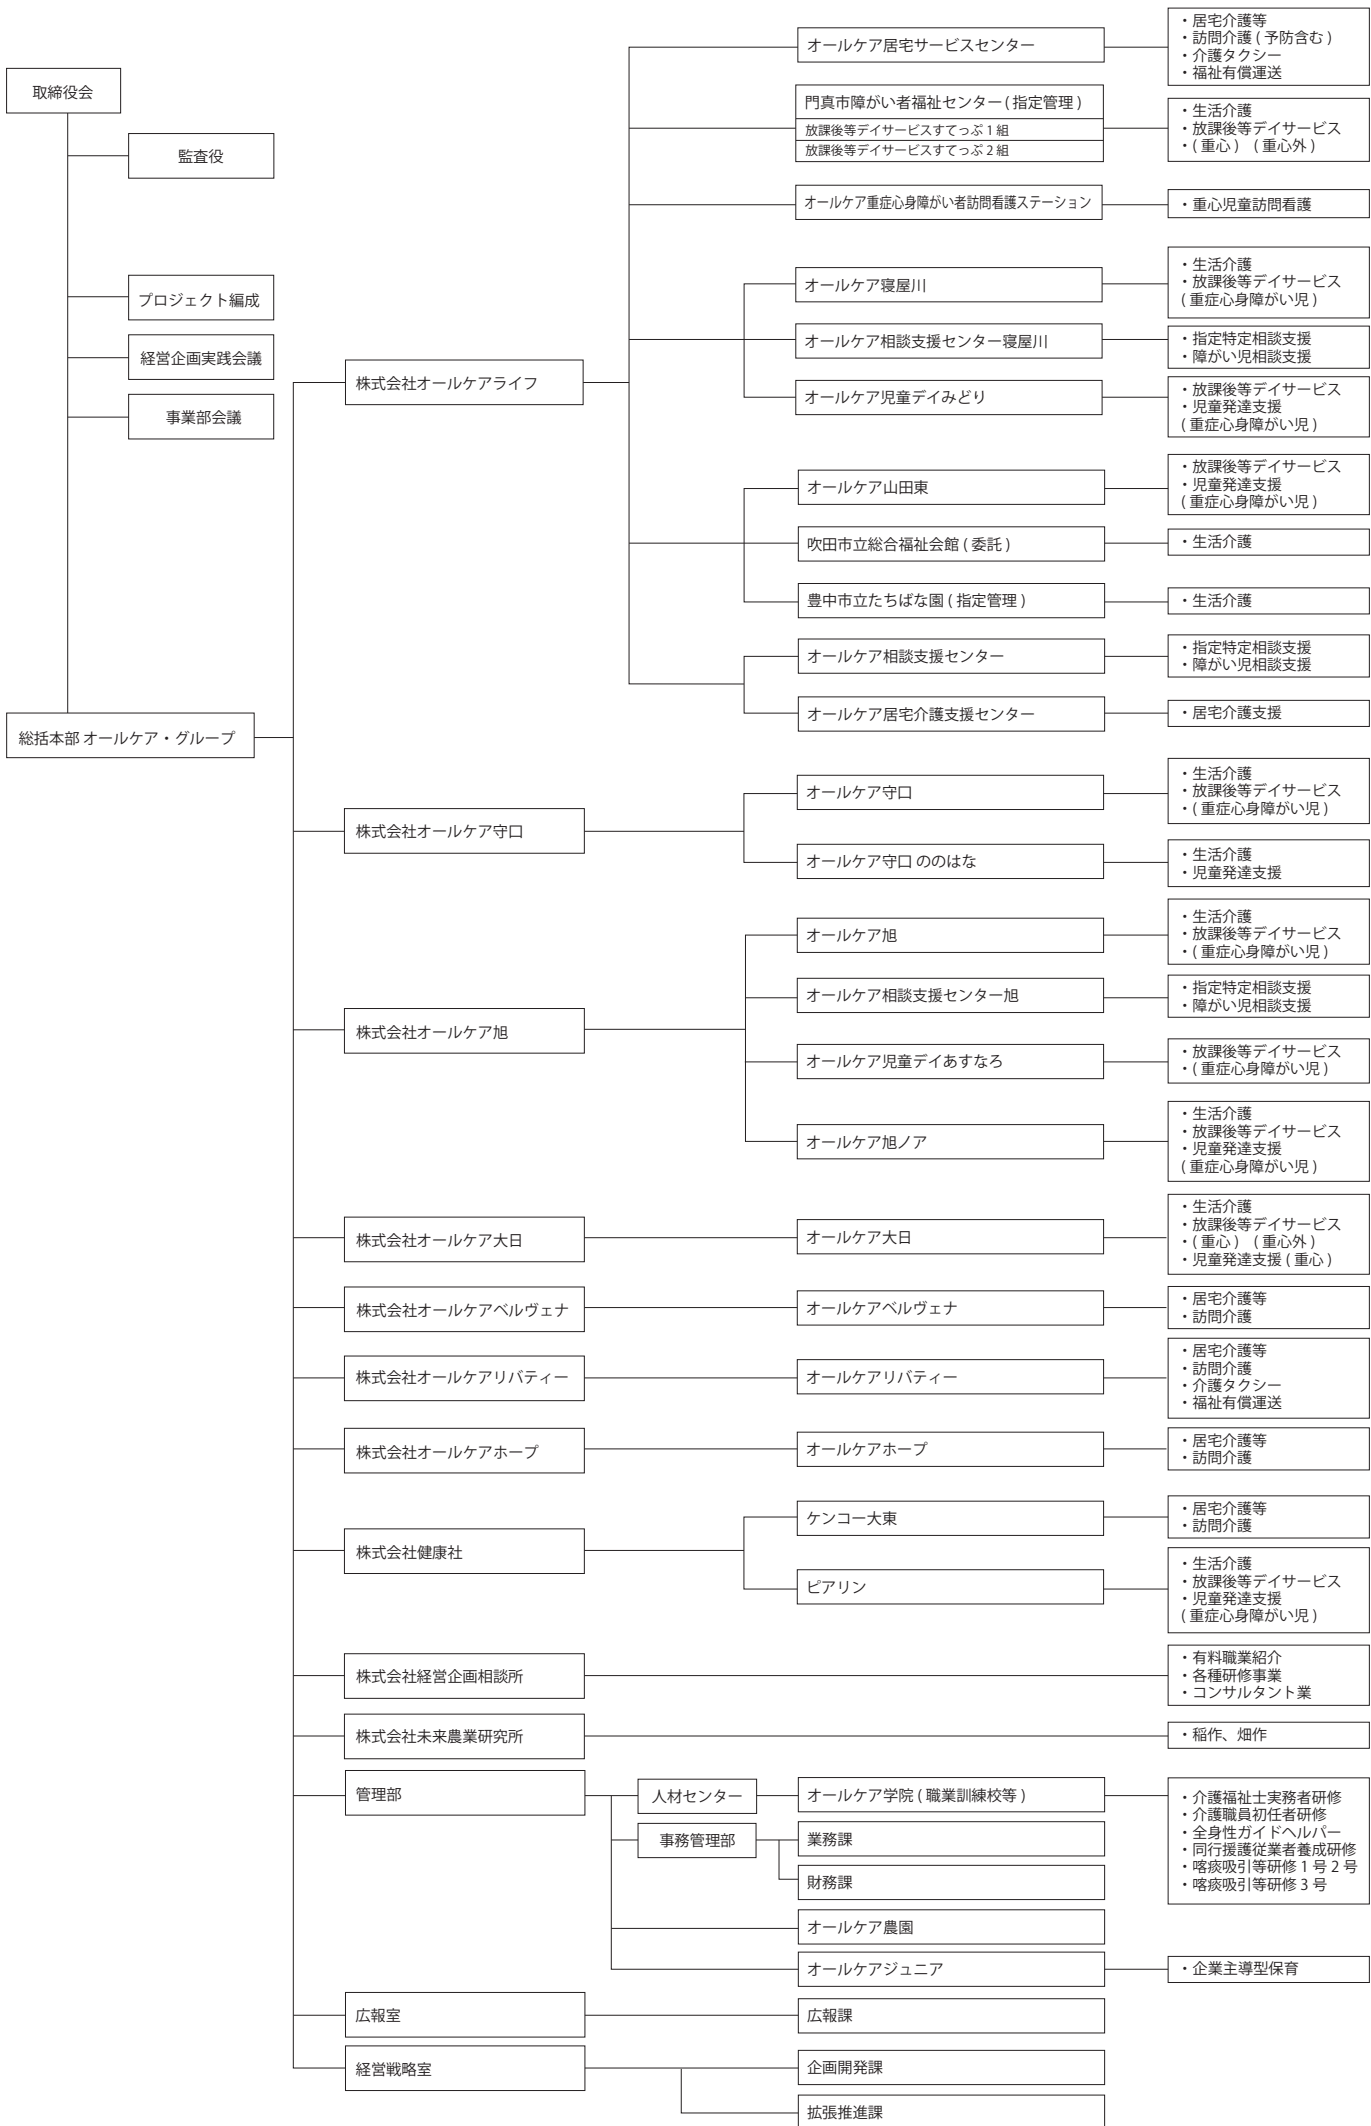 取締役会
監査役
プロジェクト編成
経営企画実践会議
事業部会議
総括本部 オールケア・グループ
株式会社オールケアライフ
オールケア居宅サービスセンター
・居宅介護等
・訪問介護 ( 予防含む )
・介護タクシー
・福祉有償運送
門真市障がい者福祉センター ( 指定管理 )
放課後等デイサービスすてっぷ 1 組
放課後等デイサービスすてっぷ 2 組
・生活介護
・放課後等デイサービス
・( 重心 ) ( 重心外 )
オールケア重症心身障がい者訪問看護ステーション
・重心児童訪問看護
オールケア寝屋川
・生活介護
・放課後等デイサービス
( 重症心身障がい児 )
オールケア相談支援センター寝屋川
・指定特定相談支援
・障がい児相談支援
オールケア児童デイみどり
・放課後等デイサービス
・児童発達支援
( 重症心身障がい児 )
オールケア山田東
・放課後等デイサービス
・児童発達支援
( 重症心身障がい児 )
吹田市立総合福祉会館 ( 委託 )
・生活介護
豊中市立たちばな園 ( 指定管理 )
・生活介護
オールケア相談支援センター
・指定特定相談支援
・障がい児相談支援
オールケア居宅介護支援センター
・居宅介護支援
株式会社オールケア守口
オールケア守口
・生活介護
・放課後等デイサービス
・( 重症心身障がい児 )
オールケア守口 ののはな
・生活介護
・児童発達支援
株式会社オールケア旭
オールケア旭
・生活介護
・放課後等デイサービス
・( 重症心身障がい児 )
オールケア相談支援センター旭
・指定特定相談支援
・障がい児相談支援
オールケア児童デイあすなろ
・放課後等デイサービス
・( 重症心身障がい児 )
オールケア旭ノア
・生活介護
・放課後等デイサービス
・児童発達支援
( 重症心身障がい児 )
株式会社オールケア大日
オールケア大日
・生活介護
・放課後等デイサービス
・( 重心 ) ( 重心外 )
・児童発達支援 ( 重心 )
株式会社オールケアベルヴェナ
オールケアベルヴェナ
・居宅介護等
・訪問介護
株式会社オールケアリバティー
オールケアリバティー
・居宅介護等
・訪問介護
・介護タクシー
・福祉有償運送
株式会社オールケアホープ
オールケアホープ
・居宅介護等
・訪問介護
株式会社健康社
ケンコー大東
・居宅介護等
・訪問介護
ピアリン
・生活介護
・放課後等デイサービス
・児童発達支援
( 重症心身障がい児 )
株式会社経営企画相談所
・有料職業紹介
・各種研修事業
・コンサルタント業
株式会社未来農業研究所
・稲作、畑作
管理部
人材センター
オールケア学院 ( 職業訓練校等 )
・介護福祉士実務者研修
・介護職員初任者研修
・全身性ガイドヘルパー
・同行援護従業者養成研修
・喀痰吸引等研修 1 号 2 号
・喀痰吸引等研修 3 号
事務管理部
業務課
財務課
オールケア農園
オールケアジュニア
・企業主導型保育
広報室
広報課
経営戦略室
企画開発課
拡張推進課